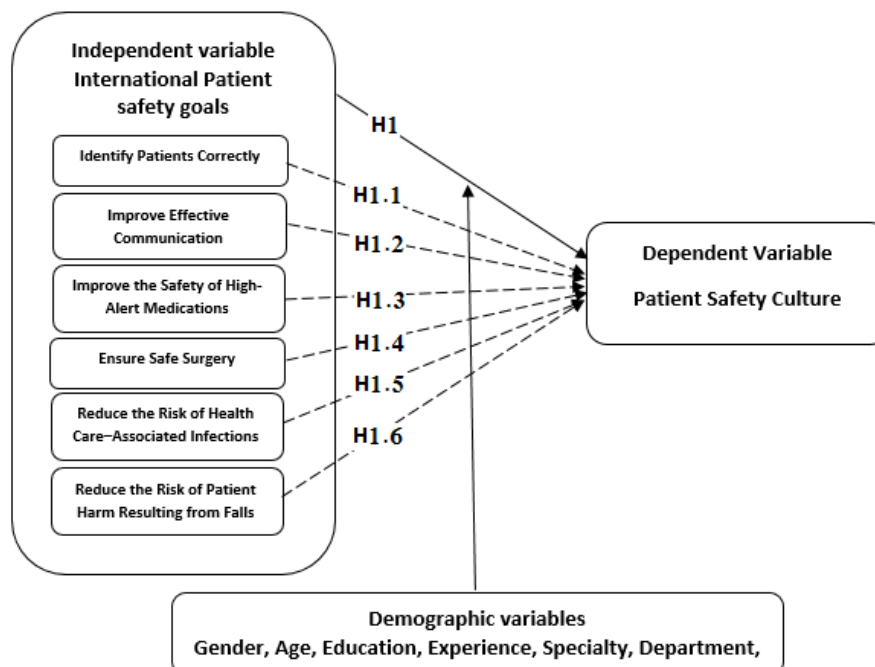 Independent variable
International Patient
safety goals
Identify Patients Correctly
Improve Effective
Communication
Improve the Safety of High-
Alert Medications
Ensure Safe Surgery
Reduce the Risk of Health
Care–Associated Infections
Reduce the Risk of Patient
Harm Resulting from Falls
H1
H1.1
H1.2
H1.3
H1.4
H1.5
H1.6
Dependent Variable
Patient Safety Culture
Demographic variables
Gender, Age, Education, Experience, Specialty, Department,